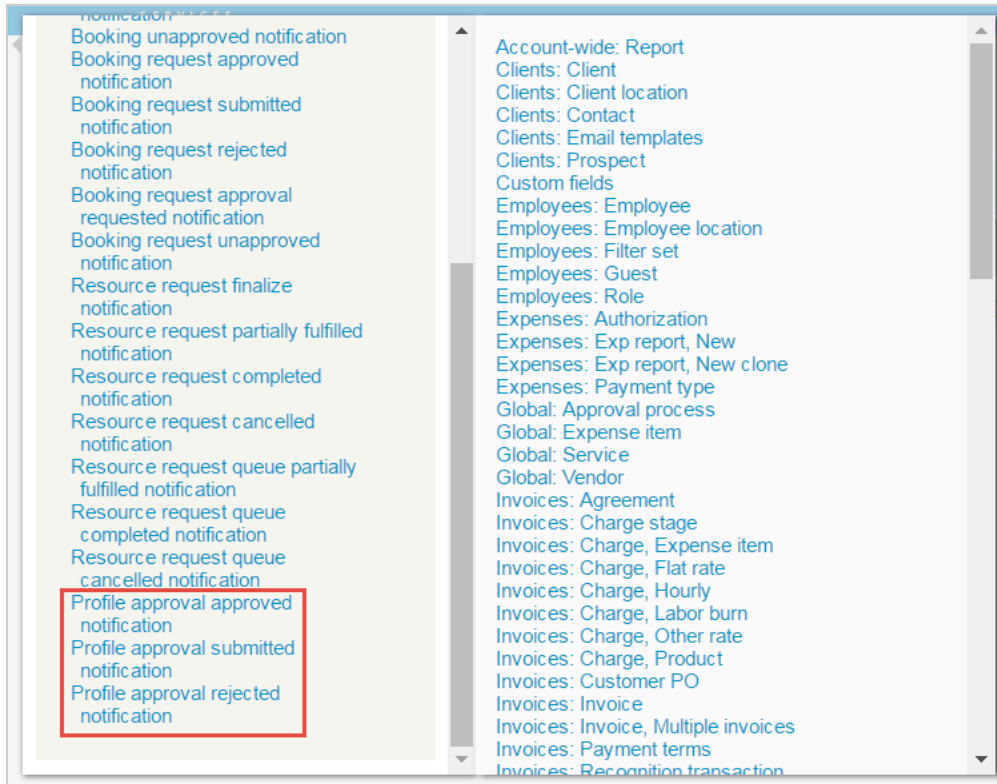 SERVICES
notification
Booking unapproved notification
Booking request approved
notification
Booking request submitted
notification
Booking request rejected
notification
Booking request approval
requested notification
Booking request unapproved
notification
Resource request finalize
notification
Resource request partially fulfilled
notification
Resource request completed
notification
Resource request cancelled
notification
Resource request queue partially
fulfilled notification
Resource request queue
completed notification
Resource request queue
cancelled notification
Profile approval approved
notification
Profile approval submitted
notification
Profile approval rejected
notification
Account-wide: Report
Clients: Client
Clients: Client location
Clients: Contact
Clients: Email templates
Clients: Prospect
Custom fields
Employees: Employee
Employees: Employee location
Employees: Filter set
Employees: Guest
Employees: Role
Expenses: Authorization
Expenses: Exp report, New
Expenses: Exp report, New clone
Expenses: Payment type
Global: Approval process
Global: Expense item
Global: Service
Global: Vendor
Invoices: Agreement
Invoices: Charge stage
Invoices: Charge, Expense item
Invoices: Charge, Flat rate
Invoices: Charge, Hourly
Invoices: Charge, Labor burn
Invoices: Charge, Other rate
Invoices: Charge, Product
Invoices: Customer PO
Invoices: Invoice
Invoices: Invoice, Multiple invoices
Invoices: Payment terms
Invoices: Recognition transaction